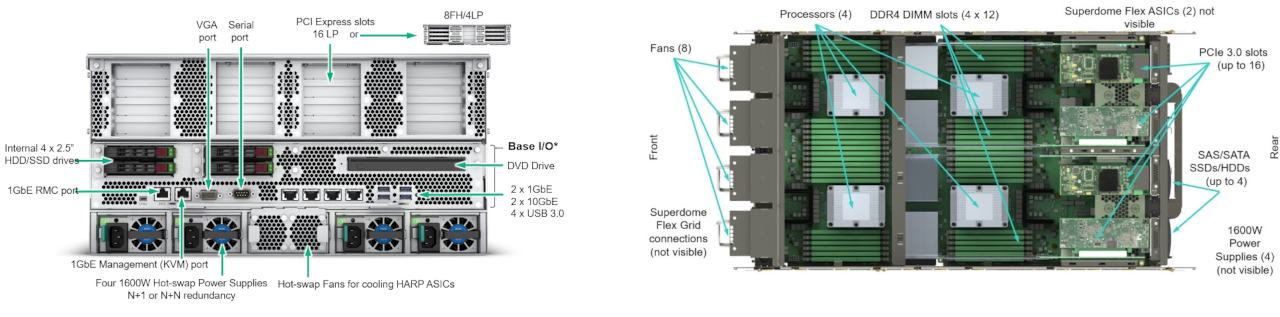 VGA
port
Serial
port
PCI Express slots
16 LP or
8FH/4LP
Internal 4 x 2.5”
HDD/SSD drives
1GbE RMC port
Base I/O*
DVD Drive
2 x 1GbE
2 x 10GbE
4 x USB 3.0
1GbE Management (KVM) port
Four 1600W Hot-swap Power Supplies
N+1 or N+N redundancy
Hot-swap Fans for cooling HARP ASICs
Processors (4)
DDR4 DIMM slots (4 x 12)
Superdome Flex ASICs (2) not
visible
Fans (8)
PCIe 3.0 slots
(up to 16)
Front
Rear
SAS/SATA
SSDs/HDDs
(up to 4)
Superdome
Flex Grid
connections
(not visible)
1600W
Power
Supplies (4)
(not visible)